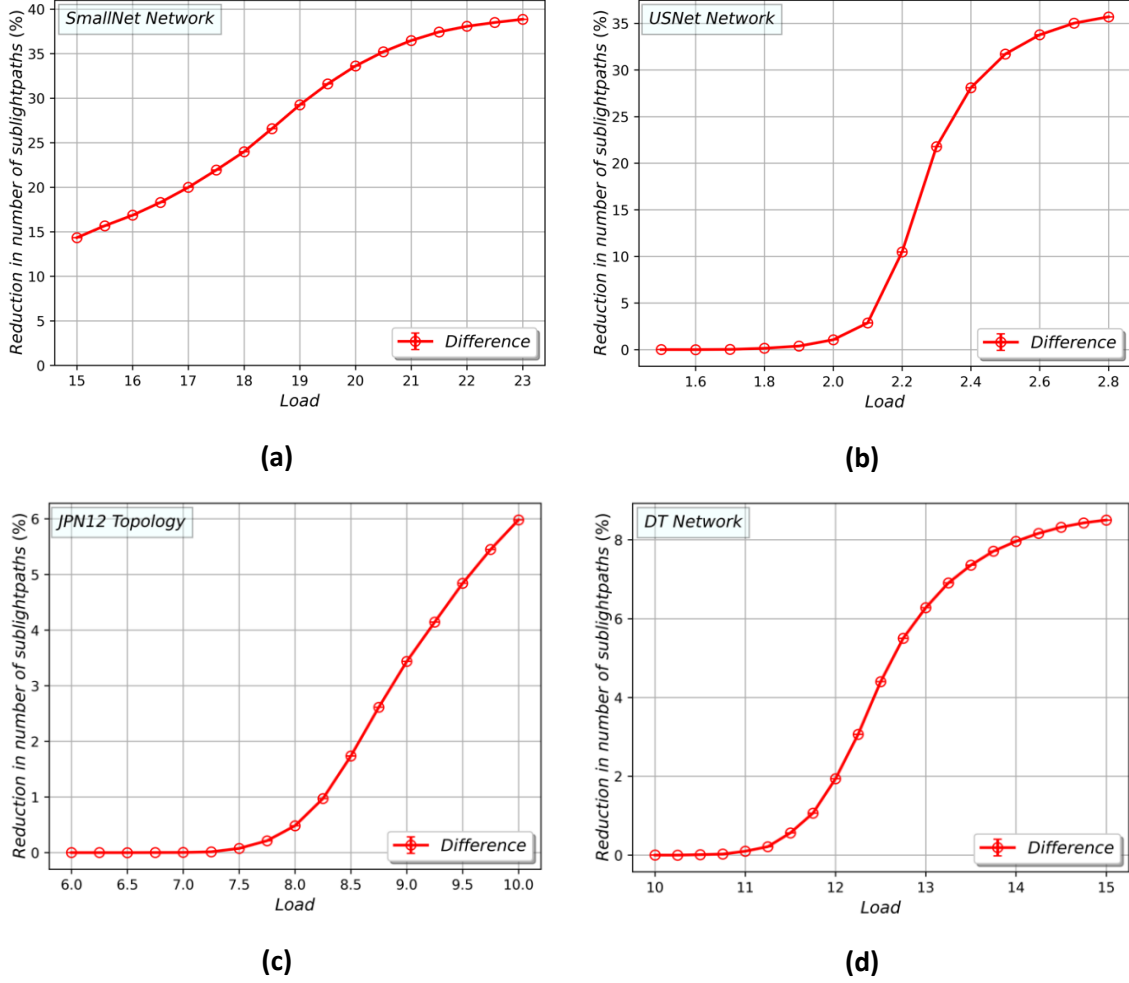 SmallNet Network
Reduction in number of sublightpaths (%)
40
35
30
25
20
15
10
5
0
15 16 17 18 19 20 21 22 23
Load
Difference
(a)
USNet Network
Reduction in number of sublightpaths (%)
35
30
25
20
15
10
5
0
1.6 1.8 2.0 2.2 2.4 2.6 2.8
Load
Difference
(b)
JPN12 Topology
Reduction in number of sublightpaths (%)
6
5
4
3
2
1
0
6.0 6.5 7.0 7.5 8.0 8.5 9.0 9.5 10.0
Load
Difference
(c)
DT Network
Reduction in number of sublightpaths (%)
8
6
4
2
0
10 11 12 13 14 15
Load
Difference
(d)